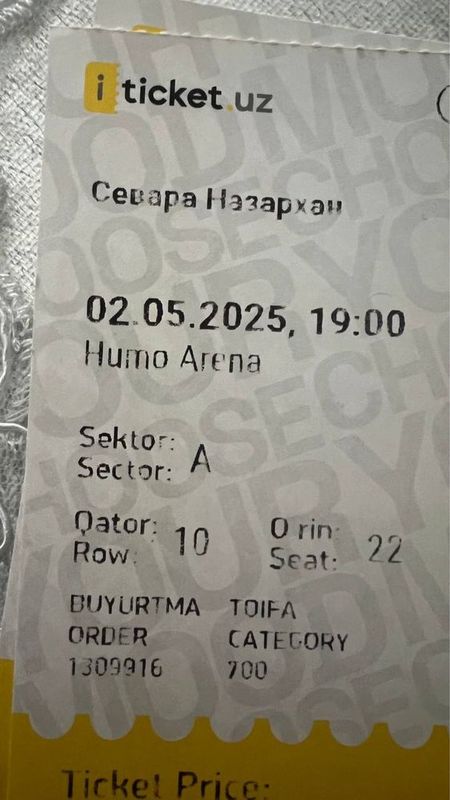 iticket.uz
Севара Назархан
02.05.2025, 19:00
Humo Arena
Sektor:
Sector: A
Qator: O rin:
Row: 10 Seat: 22
BUYURTMA TOIFA
ORDER CATEGORY
1309916 700
Ticket Price: